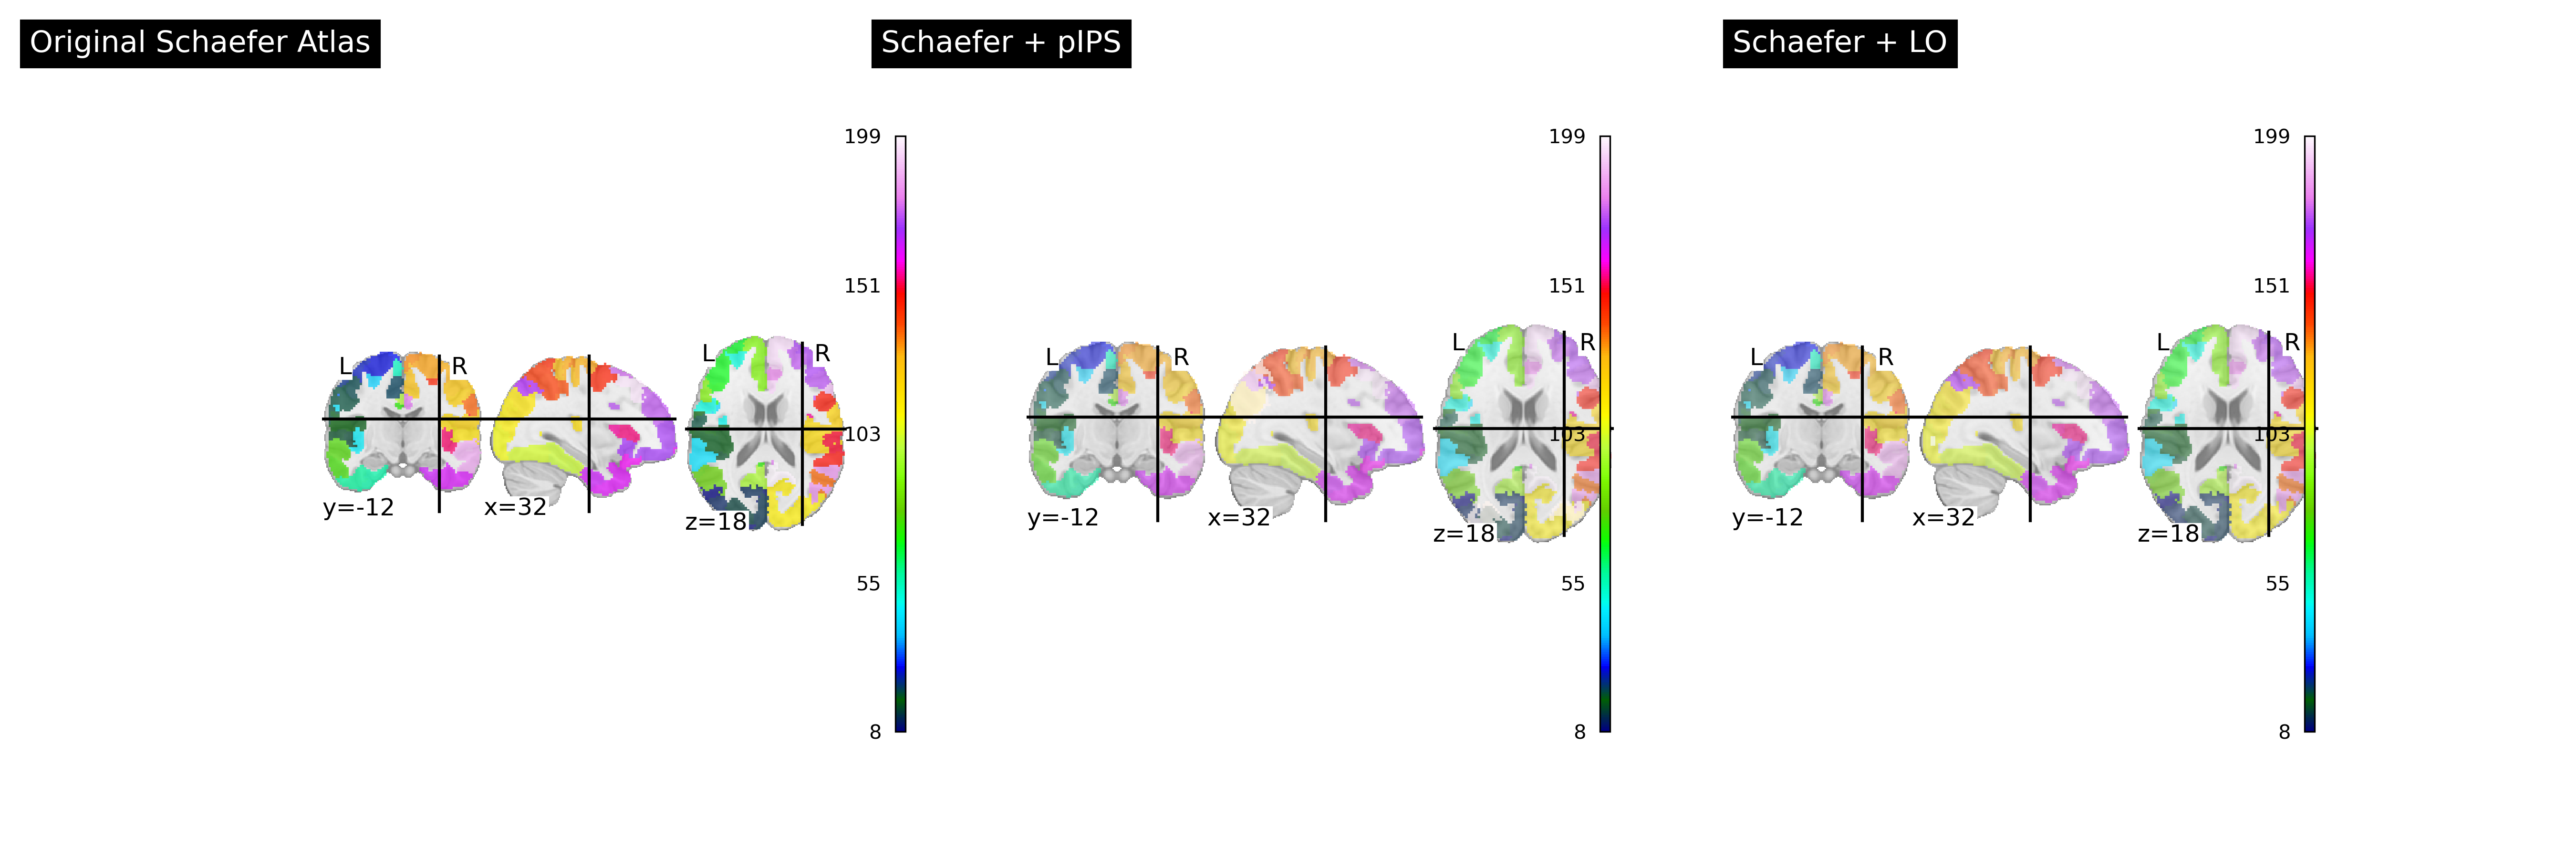 Original Schaefer Atlas
Schaefer + pIPS
Schaefer + LO
199
151
103
55
8
L R
L R
y=-12
x=32
z=18
199
151
103
55
8
L R
L R
y=-12
x=32
z=18
199
151
103
55
8
L R
L R
y=-12
x=32
z=18